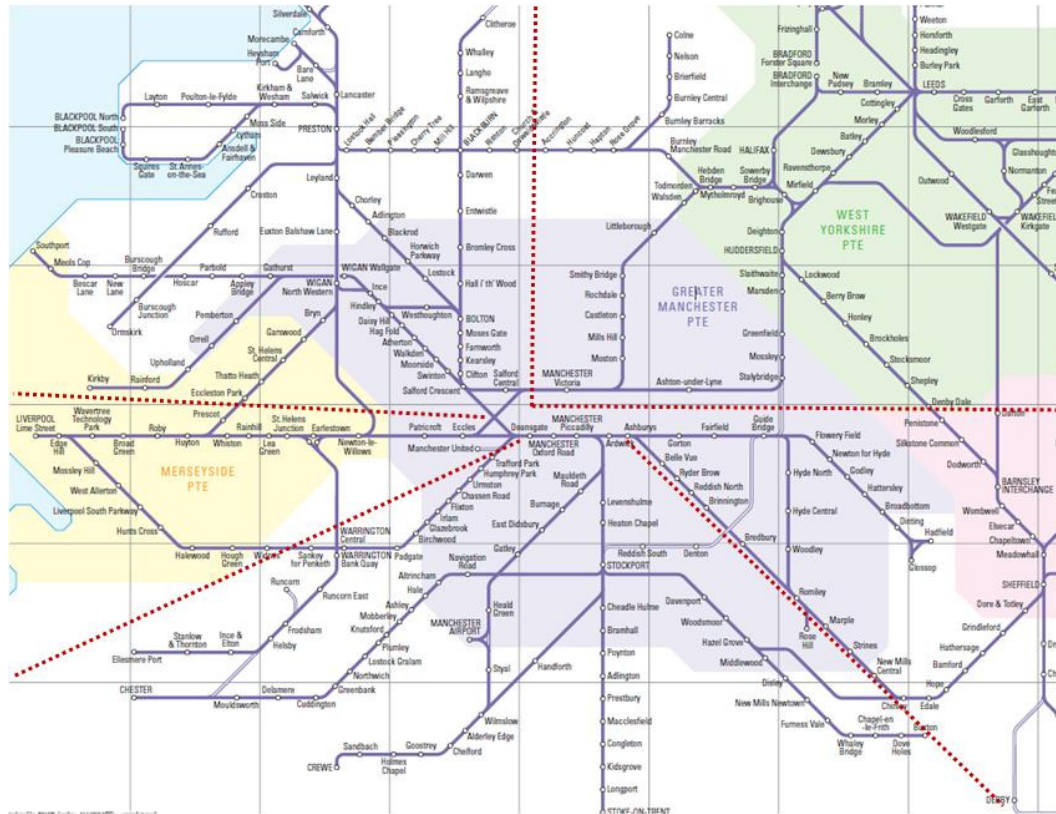 Silverdale
Carnforth
Morecambe
Heysham
Port
Bare
Lane
Lancaster
Clitheroe
Whalley
Langho
Ramsgreave
& Wilpshire
Colne
Nelson
Brierfield
Burnley Central
Burnley Barracks
Burnley
Manchester Road
Frizinghall
BRADFORD
Forster Square
BRADFORD
Interchange
New
Pudsey
Bramley
Weeton
Horsforth
Headingley
Burley Park
LEEDS
Cross
Gates
Garforth
East
Garforth
Cottingley
Morley
Batley
Dewsbury
Ravensthorpe
Mirfield
Woodlesford
Normanton
Outwood
WAKEFIELD
Westgate
WAKEFIELD
Kirkgate
Layton
Poulton-le-Fylde
Kirkham &
Wesham
Salwick
BLACKPOOL North
BLACKPOOL South
BLACKPOOL
Pleasure Beach
Moss Side
Lytham
Ansdell &
Fairhaven
Squires
Gate
St. Annes
-on-the-Sea
PRESTON
Lostock Hall
Bamber Bridge
Pleasington
Cherry Tree
Mill Hill
BLACKBURN
Rishton
Church &
Oswaldtwistle
Accrington
Huncoat
Hapton
Rose Grove
HALIFAX
Hebden
Bridge
Sowerby
Bridge
Mytholmroyd
Brighouse
Todmorden
Walsden
Littleborough
Smithy Bridge
Rochdale
Castleton
Mills Hill
Moston
Leyland
Croston
Rufford
Euxton Balshaw Lane
Chorley
Adlington
Blackrod
Horwich
Parkway
Lostock
Darwen
Entwistle
Bromley Cross
Hall i' th' Wood
BOLTON
Moses Gate
Farnworth
Kearsley
Clifton
WEST
YORKSHIRE
PTE
GREATER
MANCHESTER
PTE
Deighton
HUDDERSFIELD
Slaithwaite
Marsden
Greenfield
Mossley
Stalybridge
Lockwood
Berry Brow
Honley
Brockholes
Stocksmoor
Shepley
Denby Dale
Penistone
Silkstone Common
Dodworth
Darton
BARNSLEY
INTERCHANGE
Wombwell
Elsecar
Chapeltown
Meadowhall
SHEFFIELD
Dore & Totley
Grindleford
Hathersage
Bamford
Hope
Edale
Chinley
Southport
Meols Cop
Bescar
Lane
New
Lane
Burscough
Bridge
Hoscar
Parbold
Appley
Bridge
Gathurst
WIGAN Wallgate
WIGAN
North Western
Ince
Hindley
Westhoughton
Daisy Hill
Hag Fold
Atherton
Walkden
Moorside
Swinton
Salford Crescent
Salford
Central
MANCHESTER
Victoria
Ashton-under-Lyne
Burscough
Junction
Ormskirk
Pemberton
Orrell
Upholland
Rainford
Kirkby
Bryn
Garswood
St. Helens
Central
Thatto Heath
Eccleston Park
Prescot
LIVERPOOL
Lime Street
Wavertree
Technology
Park
Edge
Hill
Broad
Green
Roby
Huyton
Whiston
Rainhill
Lea
Green
St. Helens
Junction
Earlestown
Newton-le-
Willows
Patricroft
Eccles
Manchester United
Deansgate
MANCHESTER
Piccadilly
MANCHESTER
Oxford Road
Ardwick
Ashburys
Gorton
Fairfield
Guide
Bridge
Flowery Field
Newton for Hyde
Godley
Hattersley
Broadbottom
Dinting
Hadfield
Glossop
MERSEYSIDE
PTE
Mossley Hill
West Allerton
Liverpool South Parkway
Hunts Cross
Halewood
Hough
Green
Widnes
Sankey
for Penketh
WARRINGTON
Central
WARRINGTON
Bank Quay
Padgate
Birchwood
Glazebrook
Irlam
Flixton
Chassen Road
Urmston
Humphrey Park
Trafford Park
Mauldeth
Road
Burnage
East Didsbury
Gatley
Heald
Green
MANCHESTER
AIRPORT
Styal
Levenshulme
Heaton Chapel
Reddish South
Denton
STOCKPORT
Belle Vue
Ryder Brow
Reddish North
Brinnington
Bredbury
Hyde North
Hyde Central
Woodley
Romiley
Rose
Hill
Marple
Strines
New Mills
Central
Runcorn
Runcorn East
Frodsham
Helsby
Ince &
Elton
Stanlow
& Thornton
Ellesmere Port
CHESTER
Mouldsworth
Delamere
Cuddington
Greenbank
Northwich
Lostock Gralam
Plumley
Knutsford
Mobberley
Ashley
Hale
Altrincham
Navigation
Road
Cheadle Hulme
Bramhall
Poynton
Adlington
Prestbury
Macclesfield
Congleton
Kidsgrove
Longport
STOKE-ON-TRENT
Handforth
Wilmslow
Alderley Edge
Chelford
Goostrey
Holmes
Chapel
Sandbach
CREWE
Davenport
Woodsmoor
Hazel Grove
Middlewood
Disley
New Mills Newtown
Furness Vale
Whaley
Bridge
Chapel-en
-le-Frith
Dove
Holes
Buxton
DERBY